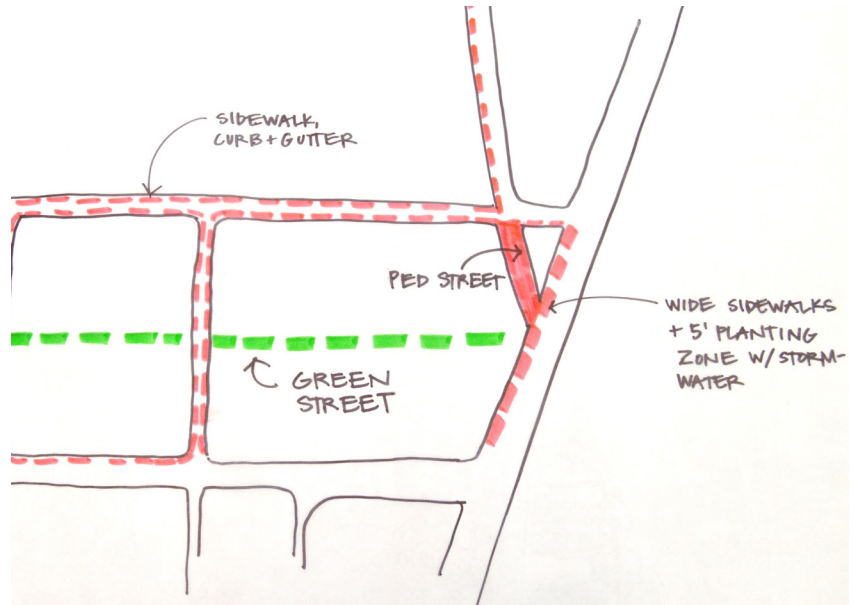 SIDEWALK,
CURB + GUTTER
PED STREET
WIDE SIDEWALKS
+ 5' PLANTING
ZONE W/STORM-
WATER
GREEN
STREET